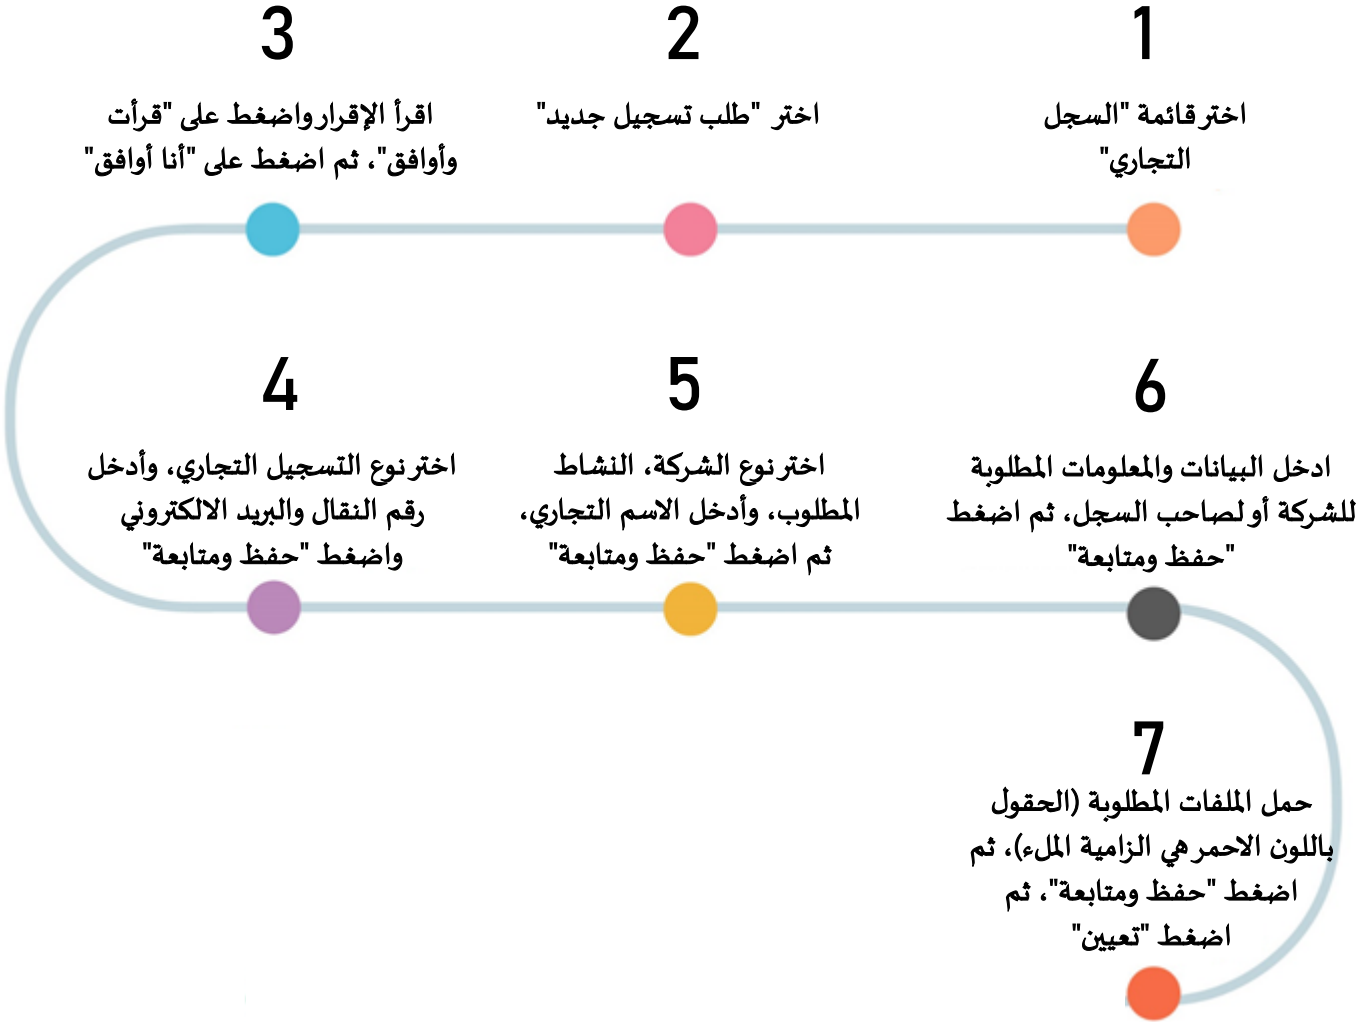 1
اختر قائمة "السجل
التجاري"
2
اختر "طلب تسجيل جديد"
3
اقرأ الإقرار واضغط على "قرأت
وأوافق"، ثم اضغط على "أنا أوافق"
4
اختر نوع التسجيل التجاري، وأدخل
رقم النقال والبريد الالكتروني
واضغط "حفظ ومتابعة"
5
اختر نوع الشركة، النشاط
المطلوب، وأدخل الاسم التجاري،
ثم اضغط "حفظ ومتابعة"
6
ادخل البيانات والمعلومات المطلوبة
للشركة أو لصاحب السجل، ثم اضغط
"حفظ ومتابعة"
7
حمل الملفات المطلوبة (الحقول
باللون الاحمر هي الزامية الملء)، ثم
اضغط "حفظ ومتابعة"، ثم
اضغط "تعيين"